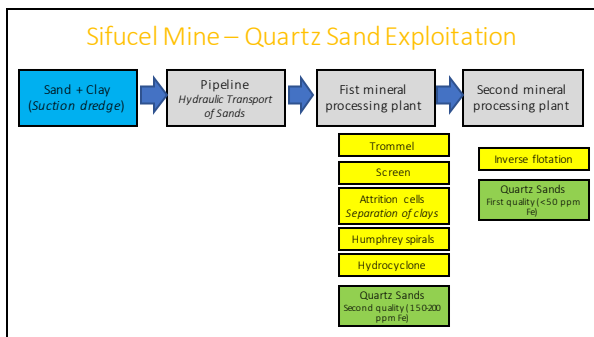 Sifucel Mine – Quartz Sand Exploitation
Sand + Clay
(Suction dredge)
Pipeline
Hydraulic Transport
of Sands
Fist mineral
processing plant
Second mineral
processing plant
Trommel
Screen
Attrition cells
Separation of clays
Humphrey spirals
Hydrocyclone
Quartz Sands
Second quality (150-200
ppm Fe)
Inverse flotation
Quartz Sands
First quality (<50 ppm
Fe)